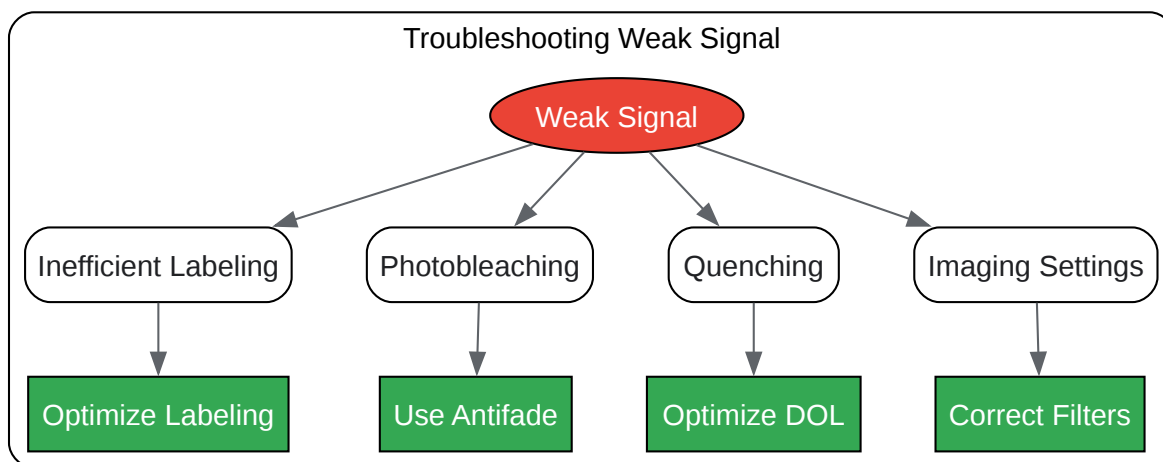 Troubleshooting Weak Signal
Weak Signal
Inefficient Labeling
Photobleaching
Quenching
Imaging Settings
Optimize Labeling
Use Antifade
Optimize DOL
Correct Filters